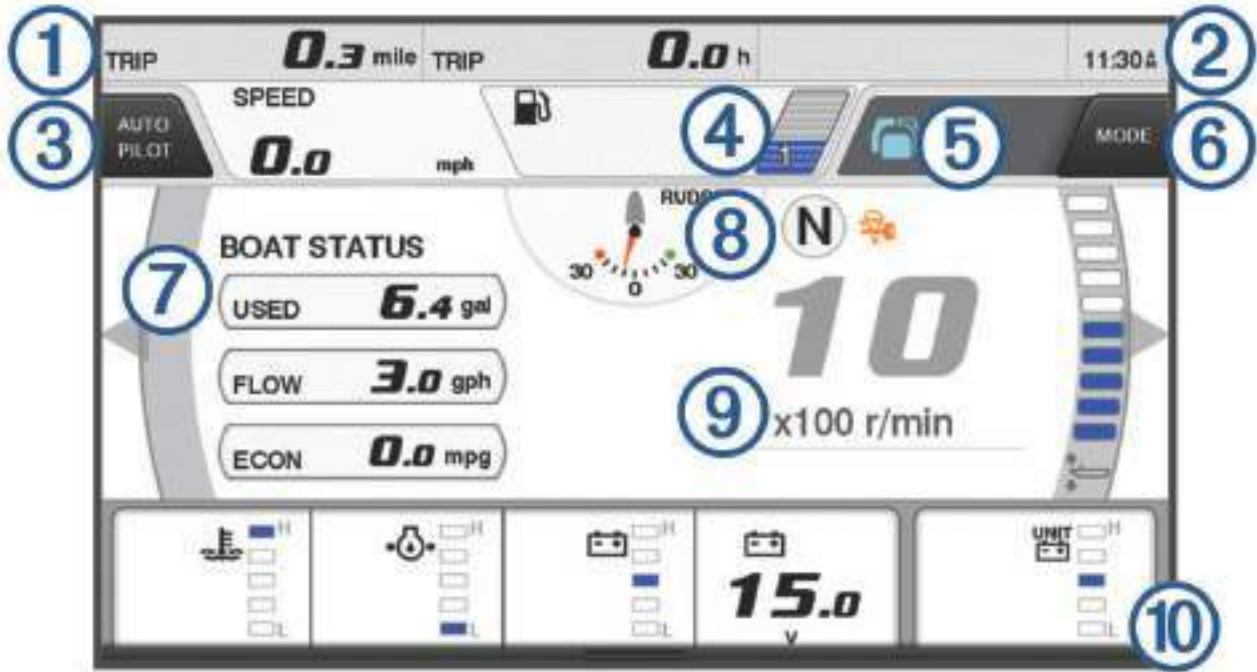 1
TRIP 0.3 mile TRIP 0.0 h
11:30
2
3
AUTO
PILOT
SPEED
0.0 mph
4
1
5
MODE
6
7
BOAT STATUS
USED 6.4 gal
FLOW 3.0 gph
ECON 0.0 mpg
30 0 30
8
N
10
9
x100 r/min
H
H
L
H
L
15.0
V
UNIT
H
L
10